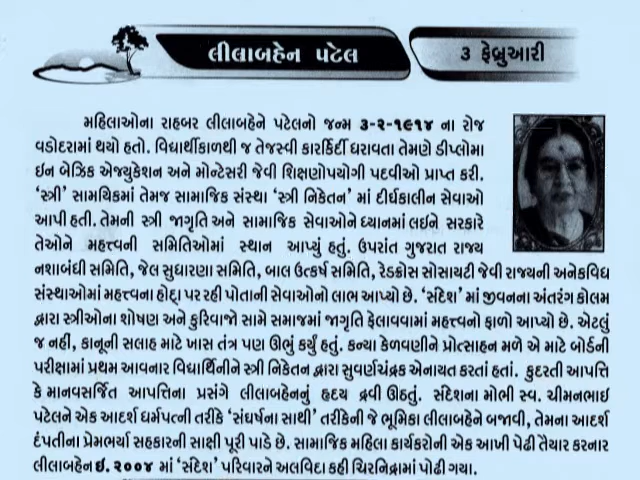 લીલાબહેન પટેલ
૩ ફેબ્રુઆરી
મહિલાઓના રાહબર લીલાબહેને પટેલનો જન્મ ૩-૨-૧૯૧૪ ના રોજ
વડોદરામાં થયો હતો. વિદ્યાર્થીકાળથી જ તેજસ્વી કારકિર્દી ધરાવતા તેમણે ડીપ્લોમા
ઇન બેઝિક એજ્યુકેશન અને મોન્ટેસરી જેવી શિક્ષણોપયોગી પદવીઓ પ્રાપ્ત કરી.
‘સ્ત્રી’ સામયિકમાં તેમજ સામાજિક સંસ્થા ‘સ્ત્રી નિકેતન’ માં દીર્ઘકાલીન સેવાઓ
આપી હતી. તેમની સ્ત્રી જાગૃતિ અને સામાજિક સેવાઓને ધ્યાનમાં લઇને સરકારે
તેઓને મહત્ત્વની સમિતિઓમાં સ્થાન આપ્યું હતું. ઉપરાંત ગુજરાત રાજ્ય
નશાબંધી સમિતિ, જેલ સુધારણા સમિતિ, બાલ ઉત્કર્ષ સમિતિ, રેડક્રોસ સોસાયટી જેવી રાજ્યની અનેકવિધ
સંસ્થાઓમાં મહત્ત્વના હોદ્દા પર રહી પોતાની સેવાઓનો લાભ આપ્યો છે. ‘સંદેશ’ માં જીવનના અંતરંગ કોલમ
દ્વારા સ્ત્રીઓના શોષણ અને કુરિવાજો સામે સમાજમાં જાગૃતિ ફેલાવવામાં મહત્ત્વનો ફાળો આપ્યો છે. એટલું
જ નહી, કાનૂની સલાહ માટે ખાસ તંત્ર પણ ઊભું કર્યું હતું. કન્યા કેળવણીને પ્રોત્સાહન મળે એ માટે બોર્ડની
પરીક્ષામાં પ્રથમ આવનાર વિદ્યાર્થિનીને સ્ત્રી નિકેતન દ્વારા સુવર્ણચંદ્રક એનાયત કરતાં હતાં. કુદરતી આપત્તિ
કે માનવસર્જિત આપત્તિના પ્રસંગે લીલાબહેનનું હૃદય દ્રવી ઊઠતું. સંદેશના મોભી સ્વ. ચીમનભાઇ
પટેલને એક આદર્શ ધર્મપત્ની તરીકે ‘સંઘર્ષના સાથી’ તરીકેની જે ભૂમિકા લીલાબહેને બજાવી, તેમના આદર્શ
દંપતીના પ્રેમભર્યા સહકારની સાક્ષી પૂરી પાડે છે. સામાજિક મહિલા કાર્યકરોની એક આખી પેઢી તૈયાર કરનાર
લીલાબહેન ઇ. ૨૦૦૪ માં ‘સંદેશ’ પરિવારને અલવિદા કહી ચિરનિદ્રામાં પોઢી ગયા.